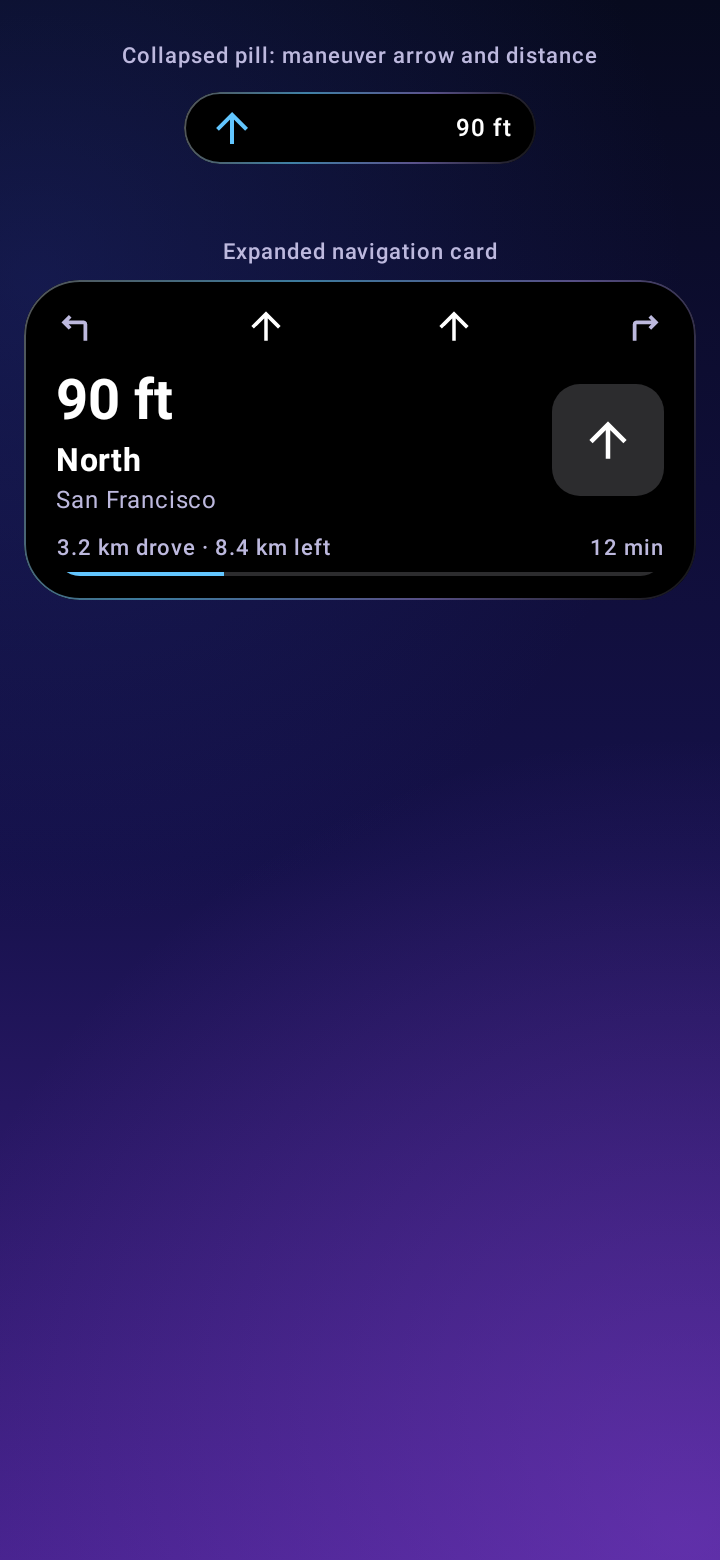 Collapsed pill: maneuver arrow and distance
90 ft
Expanded navigation card
90 ft
North
San Francisco
3.2 km drove · 8.4 km left
12 min